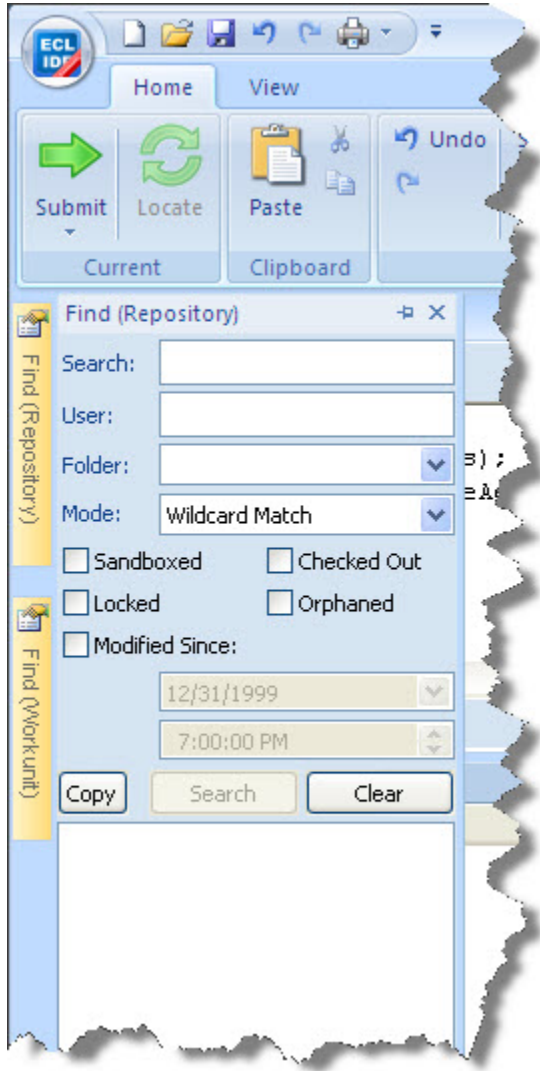 ECL
IDE
Home View
Submit Locate Paste Undo
Current Clipboard
Find (Repository)
Find (Repository)
Search:
User:
s);
Folder:
Mode: Wildcard Match
Sandboxed Checked Out
Locked Orphaned
Find (Workunit)
Modified Since:
12/31/1999
7:00:00 PM
Copy Search Clear